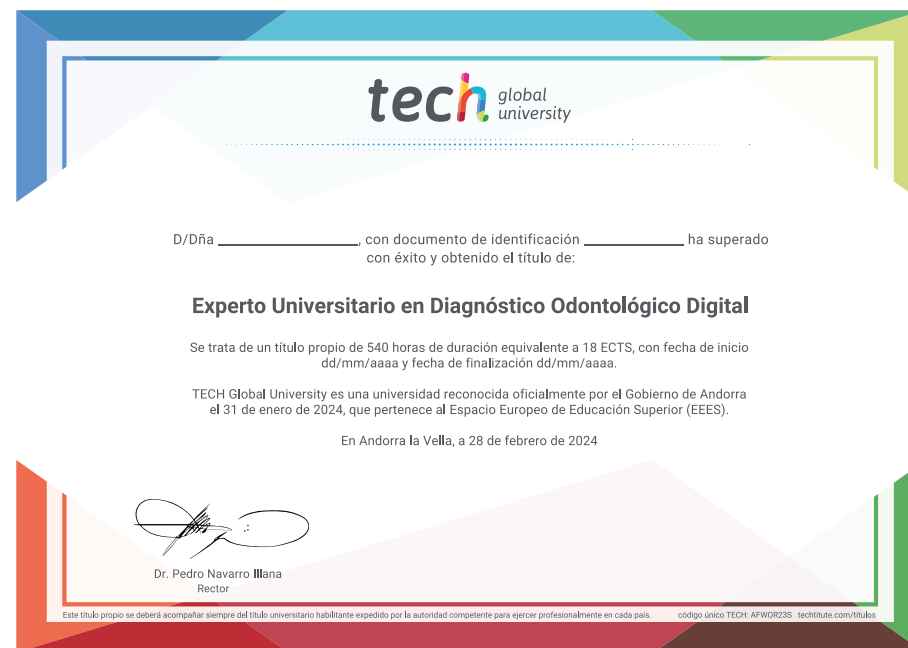 tech global university
D/Dña ____________________, con documento de identificación ______________ ha superado
con éxito y obtenido el título de:
Experto Universitario en Diagnóstico Odontológico Digital
Se trata de un título propio de 540 horas de duración equivalente a 18 ECTS, con fecha de inicio
dd/mm/aaaa y fecha de finalización dd/mm/aaaa.
TECH Global University es una universidad reconocida oficialmente por el Gobierno de Andorra
el 31 de enero de 2024, que pertenece al Espacio Europeo de Educación Superior (EEES).
En Andorra la Vella, a 28 de febrero de 2024
Dr. Pedro Navarro Illana
Rector
Este título propio se deberá acompañar siempre del título universitario habilitante expedido por la autoridad competente para ejercer profesionalmente en cada país. código único TECH: AFWOR23S techtitute.com/titulos